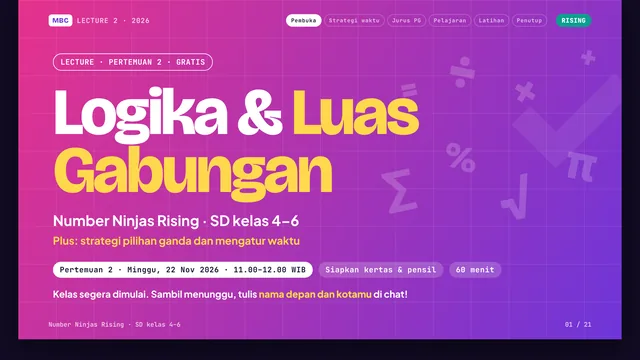 MBC LECTURE 2 · 2026
Pembuka Strategi waktu Jurus PG Pelajaran Latihan Penutup RISING
LECTURE · PERTEMUAN 2 · GRATIS
Logika & Luas
Gabungan
Number Ninjas Rising · SD kelas 4–6
Plus: strategi pilihan ganda dan mengatur waktu
Pertemuan 2 · Minggu, 22 Nov 2026 · 11.00–12.00 WIB Siapkan kertas & pensil 60 menit
Kelas segera dimulai. Sambil menunggu, tulis nama depan dan kotamu di chat!
Number Ninjas Rising · SD kelas 4–6 01 / 21